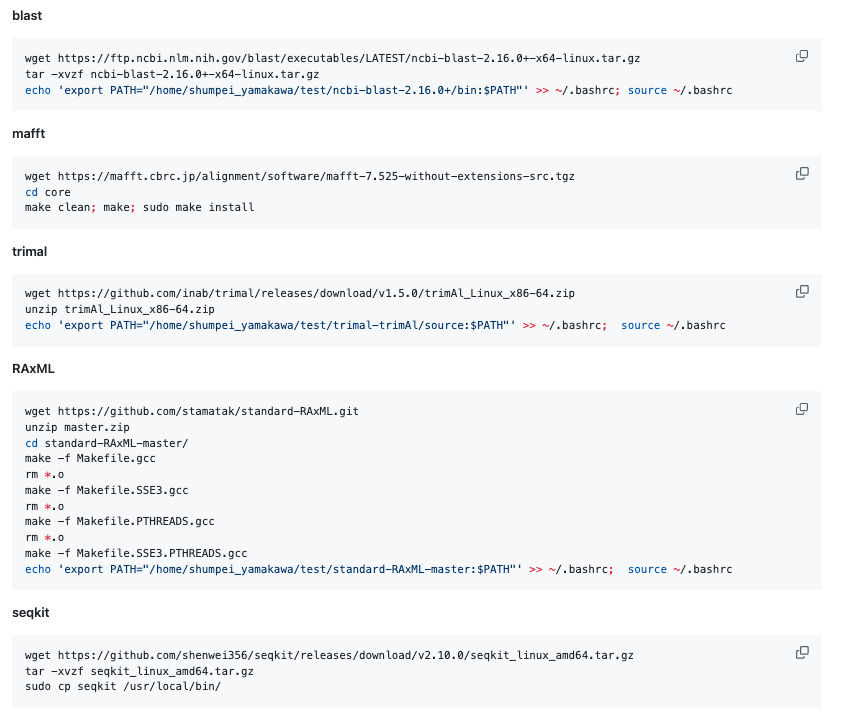 blast
wget https://ftp.ncbi.nlm.nih.gov/blast/executables/LATEST/ncbi-blast-2.16.0+-x64-linux.tar.gz
tar -xvzf ncbi-blast-2.16.0+-x64-linux.tar.gz
echo 'export PATH="/home/shumpei_yamakawa/test/ncbi-blast-2.16.0+/bin:$PATH"' >> ~/.bashrc; source ~/.bashrc
mafft
wget https://mafft.cbrc.jp/alignment/software/mafft-7.525-without-extensions-src.tgz
cd core
make clean; make; sudo make install
trimal
wget https://github.com/inab/trimal/releases/download/v1.5.0/trimAl_Linux_x86-64.zip
unzip trimAl_Linux_x86-64.zip
echo 'export PATH="/home/shumpei_yamakawa/test/trimal-trimAl/source:$PATH"' >> ~/.bashrc;  source ~/.bashrc
RAxML
wget https://github.com/stamatak/standard-RAxML.git
unzip master.zip
cd standard-RAxML-master/
make -f Makefile.gcc
rm *.o
make -f Makefile.SSE3.gcc
rm *.o
make -f Makefile.PTHREADS.gcc
rm *.o
make -f Makefile.SSE3.PTHREADS.gcc
echo 'export PATH="/home/shumpei_yamakawa/test/standard-RAxML-master:$PATH"' >> ~/.bashrc;  source ~/.bashrc
seqkit
wget https://github.com/shenwei356/seqkit/releases/download/v2.10.0/seqkit_linux_amd64.tar.gz
tar -xvzf seqkit_linux_amd64.tar.gz
sudo cp seqkit /usr/local/bin/